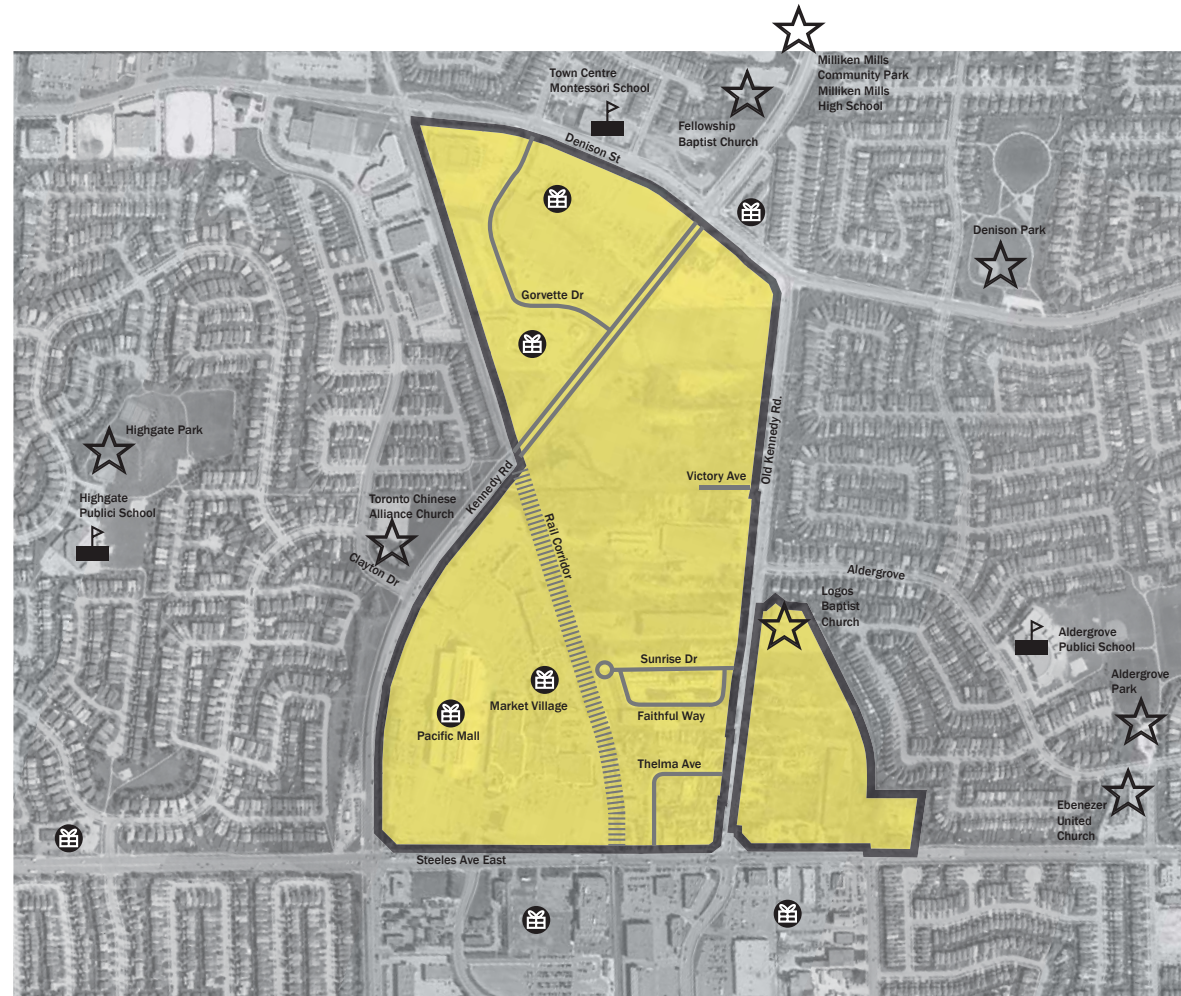 Milliken Mills
Community Park
Milliken Mills
High School
Town Centre
Montessori School
Fellowship
Baptist Church
Denison St
Denison Park
Gorvette Dr
Old Kennedy Rd.
Highgate Park
Victory Ave
Kennedy Rd
Highgate
Publici School
Toronto Chinese
Alliance Church
Rail Corridor
Clayton Dr
Aldergrove
Logos
Baptist
Church
Aldergrove
Publici School
Sunrise Dr
Aldergrove
Park
Market Village
Faithful Way
Pacific Mall
Thelma Ave
Ebenezer
United
Church
Steeles Ave East